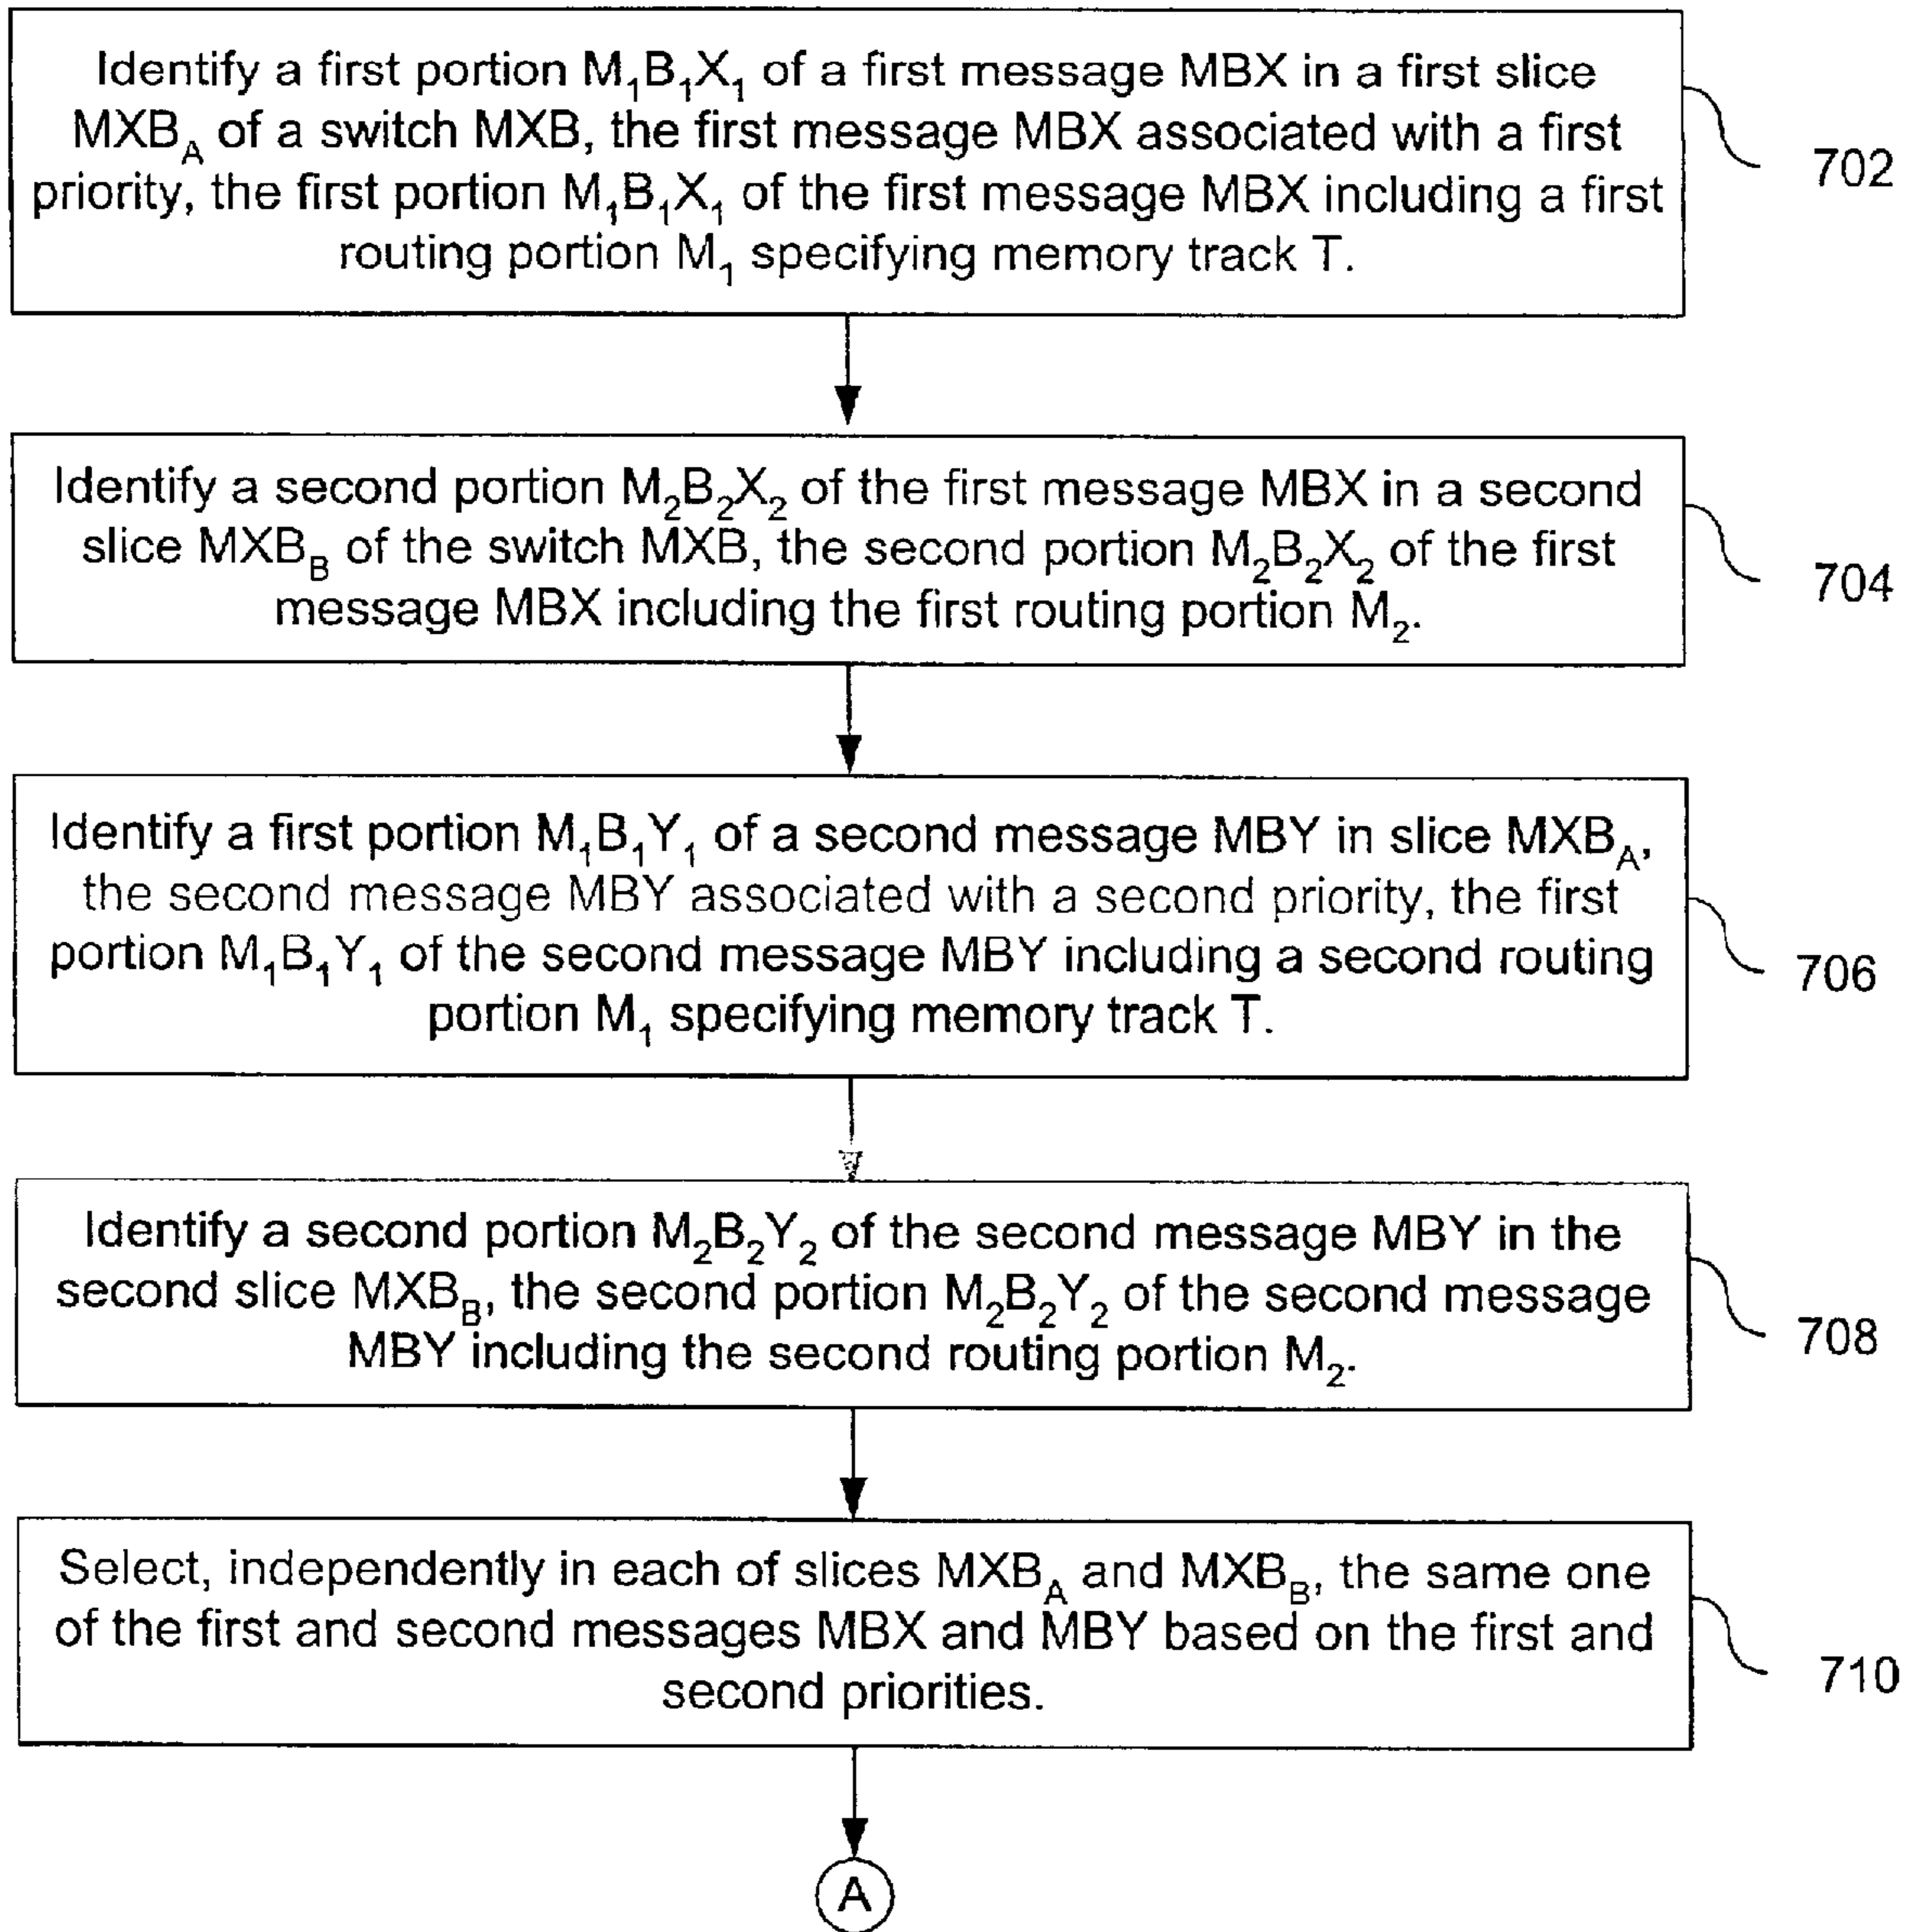 Identify a first portion M₁B₁X₁ of a first message MBX in a first slice
MXB_A of a switch MXB, the first message MBX associated with a first
priority, the first portion M₁B₁X₁ of the first message MBX including a first
routing portion M₁ specifying memory track T.
702
Identify a second portion M₂B₂X₂ of the first message MBX in a second
slice MXB_B of the switch MXB, the second portion M₂B₂X₂ of the first
message MBX including the first routing portion M₂.
704
Identify a first portion M₁B₁Y₁ of a second message MBY in slice MXB_A,
the second message MBY associated with a second priority, the first
portion M₁B₁Y₁ of the second message MBY including a second routing
portion M₁ specifying memory track T.
706
Identify a second portion M₂B₂Y₂ of the second message MBY in the
second slice MXB_B, the second portion M₂B₂Y₂ of the second message
MBY including the second routing portion M₂.
708
Select, independently in each of slices MXB_A and MXB_B, the same one
of the first and second messages MBX and MBY based on the first and
second priorities.
710
A